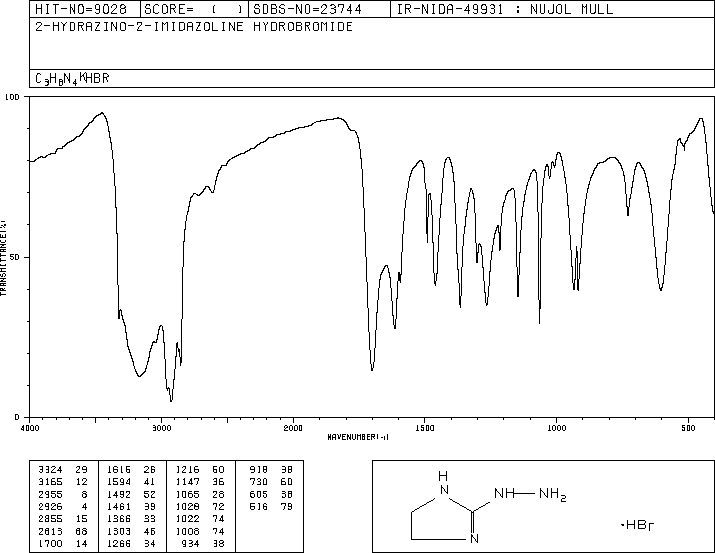 HIT-NO=9028 SCORE= ( ) SDBS-NO=23744 IR-NIDA-49931 : NUJOL MULL
2-HYDRAZINO-2-IMIDAZOLINE HYDROBROMIDE
C3H8N4·HBR
100
50
0
TRANSMITTANCE(%)
4000 3000 2000 1500 1000 500
WAVENUMBER(-1)
3324 29 1616 26 1216 50 918 38
3165 12 1594 41 1147 36 730 60
2955 8 1492 52 1065 28 605 38
2926 4 1461 39 1028 72 516 79
2855 15 1366 33 1022 74
2613 68 1303 46 1008 74
1700 14 1266 34 934 38
H
N
NH NH2
N
·HBr